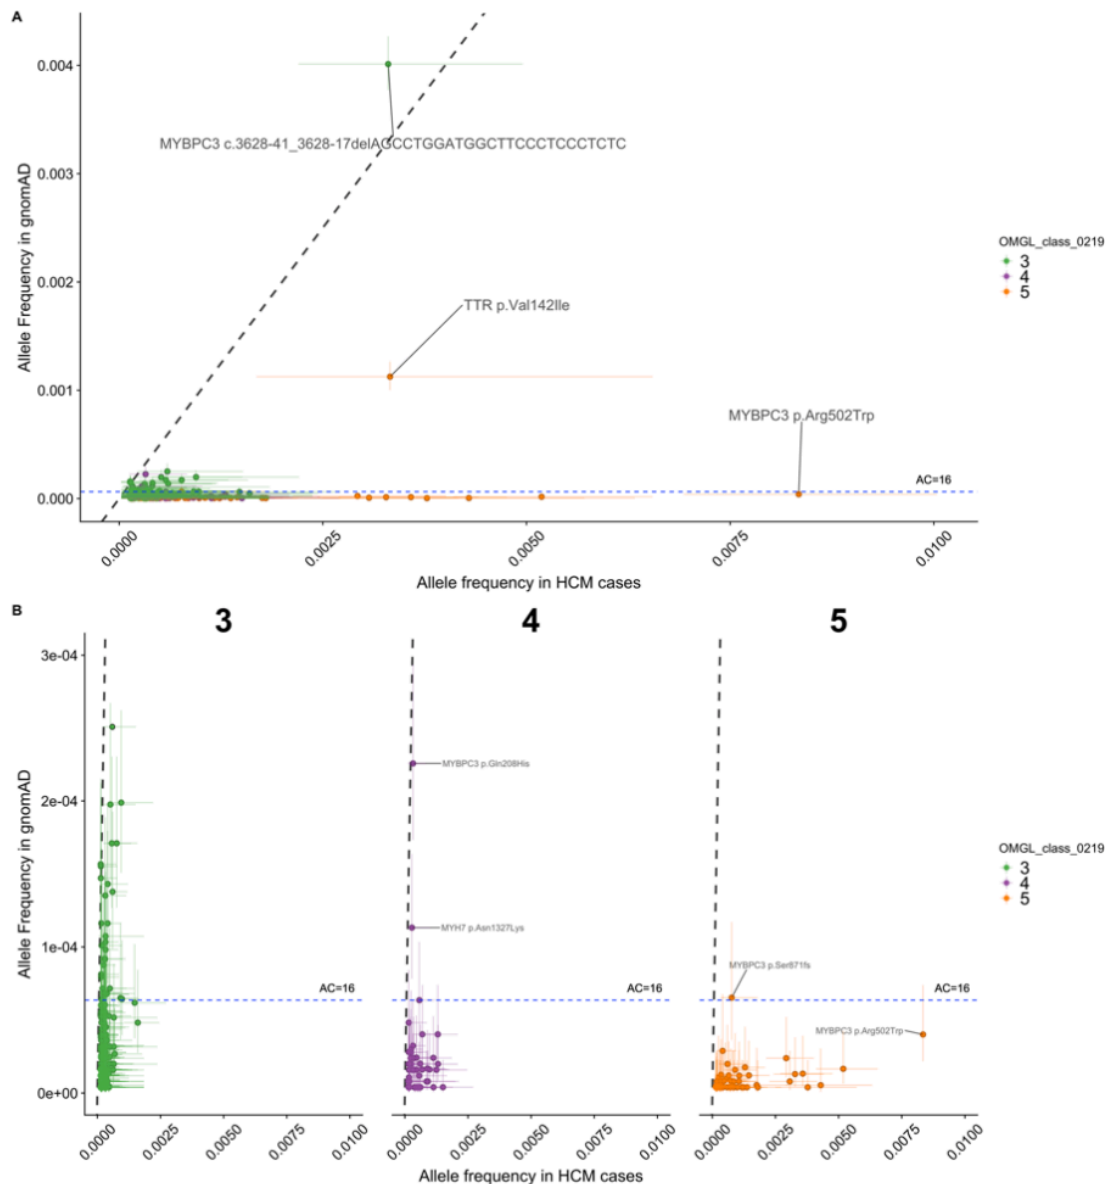 A
0.004
MYBPC3 c.3628-41_3628-17delAGCCTGGATGGCTTCCCTCCCTCTC
0.003
Allele Frequency in gnomAD
OMGL_class_0219
3
4
5
0.002
TTR p.Val142Ile
0.001
MYBPC3 p.Arg502Trp
AC=16
0.000
0.0000
0.0025
0.0050
0.0075
0.0100
Allele frequency in HCM cases
B
3
4
5
3e-04
2e-04
1e-04
0e+00
Allele Frequency in gnomAD
MYBPC3 p.Gln208His
MYH7 p.Asn1327Lys
MYBPC3 p.Ser871fs
AC=16
AC=16
AC=16
MYBPC3 p.Arg502Trp
OMGL_class_0219
3
4
5
0.0000
0.0025
0.0050
0.0075
0.0100
0.0000
0.0025
0.0050
0.0075
0.0100
0.0000
0.0025
0.0050
0.0075
0.0100
Allele frequency in HCM cases